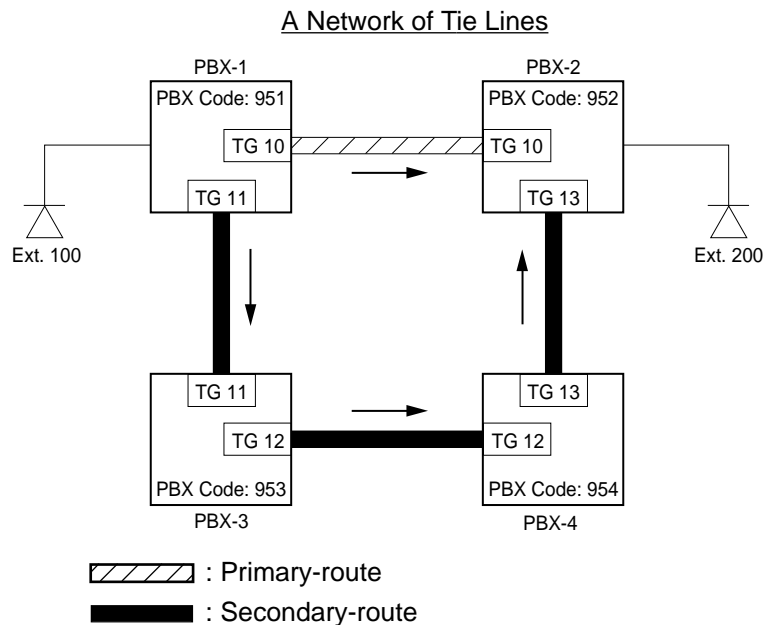 A Network of Tie Lines
PBX-1
PBX-2
PBX Code: 951
PBX Code: 952
TG 10
TG 10
TG 11
TG 13
Ext. 100
Ext. 200
TG 11
TG 13
TG 12
TG 12
PBX Code: 953
PBX Code: 954
PBX-3
PBX-4
: Primary-route
: Secondary-route